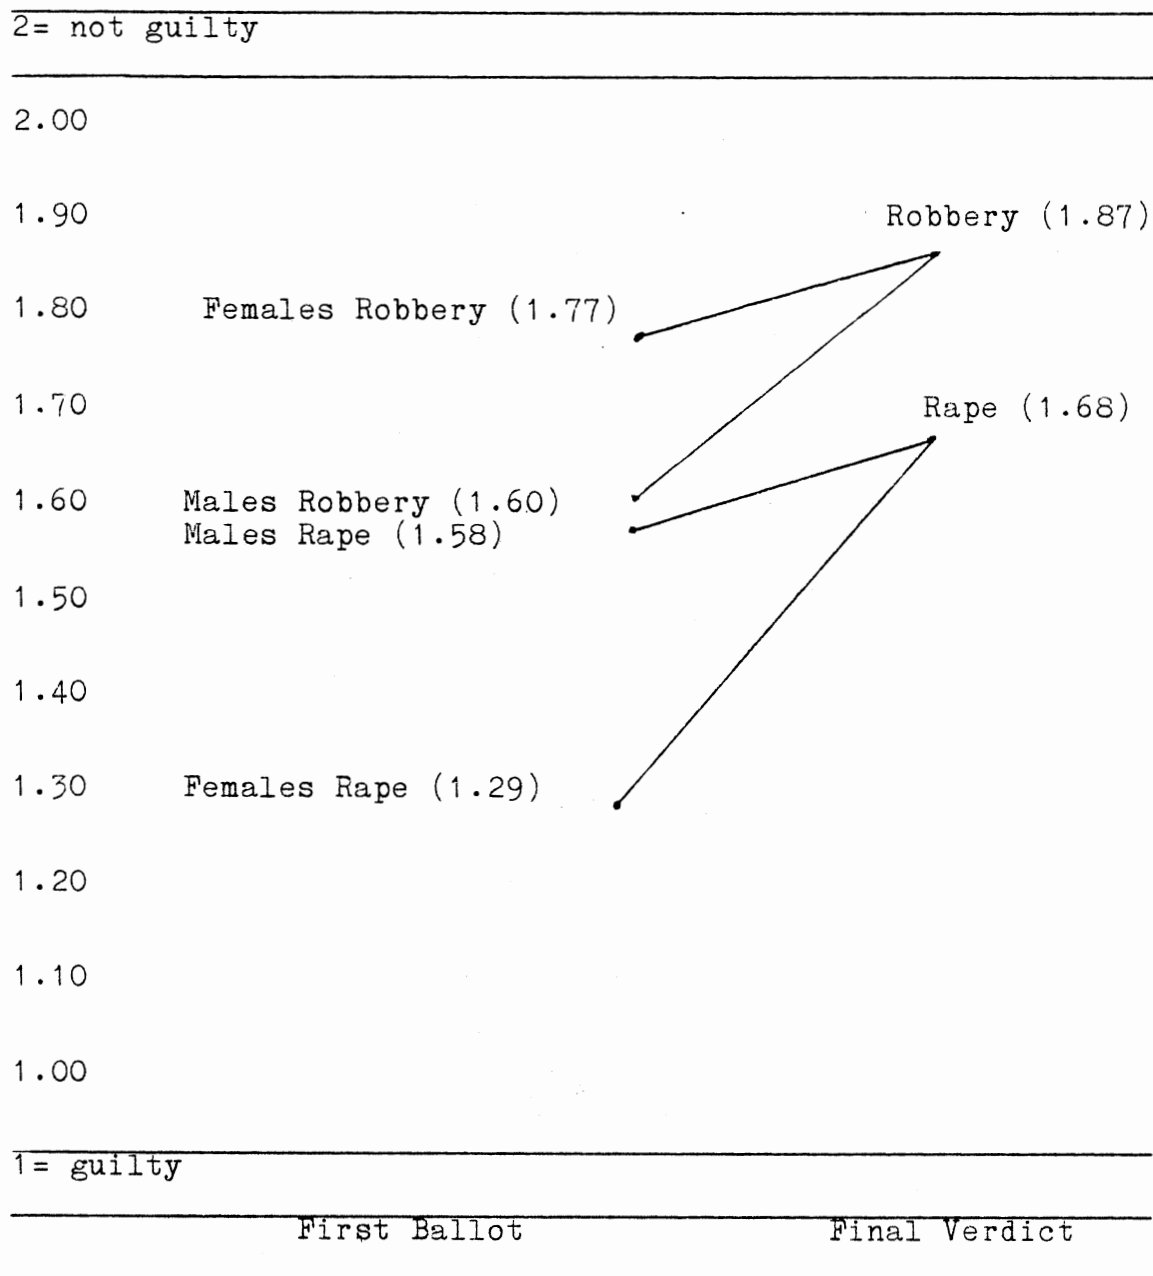 2= not guilty
2.00
1.90 Robbery (1.87)
1.80 Females Robbery (1.77)
1.70 Rape (1.68)
1.60 Males Robbery (1.60)
Males Rape (1.58)
1.50
1.40
1.30 Females Rape (1.29)
1.20
1.10
1.00
1= guilty
First Ballot Final Verdict